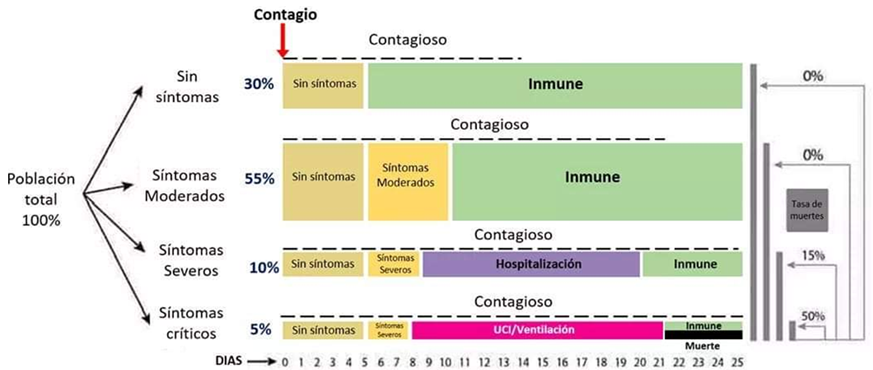 Contagio
Contagioso
Sin
síntomas
30%
Sin síntomas
Inmune
0%
Contagioso
Población
total
100%
Síntomas
Moderados
55%
Sin síntomas
Síntomas
Moderados
Inmune
0%
Tasa de
muertes
Contagioso
Síntomas
Severos
10%
Sin síntomas
Síntomas
Severos
Hospitalización
Inmune
15%
Contagioso
Síntomas
críticos
5%
Sin síntomas
Síntomas
Severos
UCI/Ventilación
Inmune
Muerte
50%
DIAS 0 1 2 3 4 5 6 7 8 9 10 11 12 13 14 15 16 17 18 19 20 21 22 23 24 25